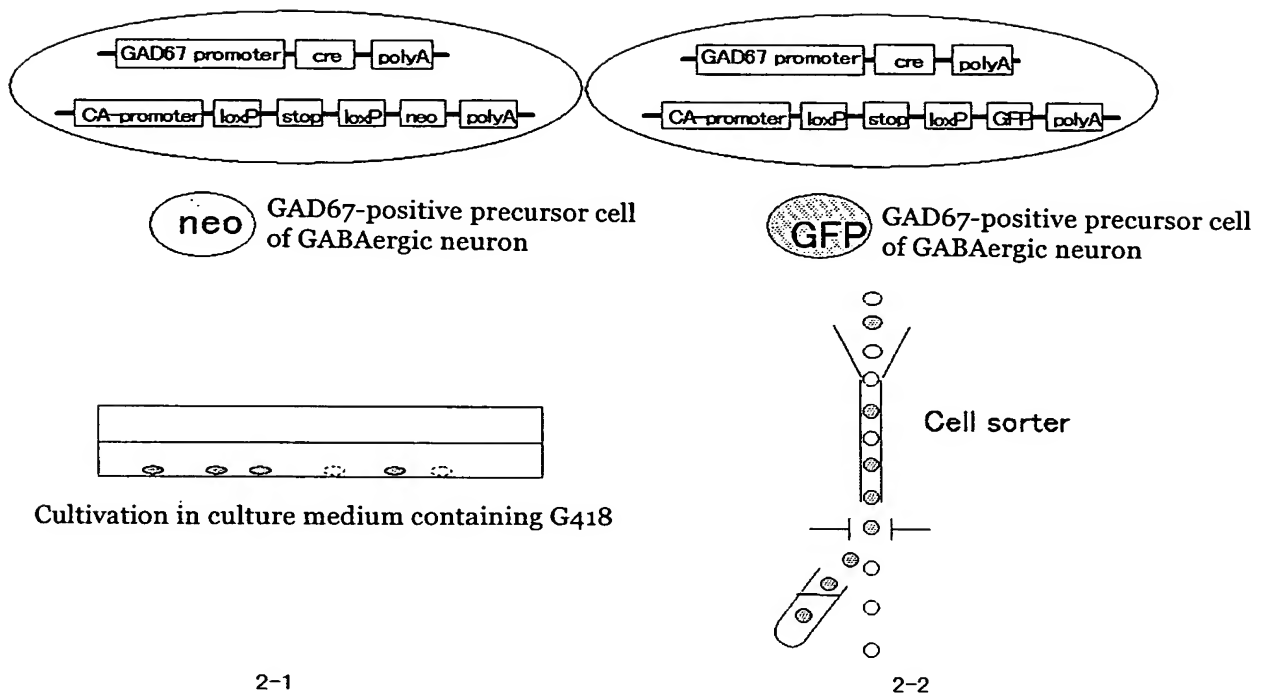 GAD67 promoter cre polyA
CA-promoter loxP stop loxP neo polyA
neo
GAD67-positive precursor cell
of GABAergic neuron
Cultivation in culture medium containing G418
2-1
GAD67 promoter cre polyA
CA-promoter loxP stop loxP GFP polyA
GFP
GAD67-positive precursor cell
of GABAergic neuron
Cell sorter
2-2